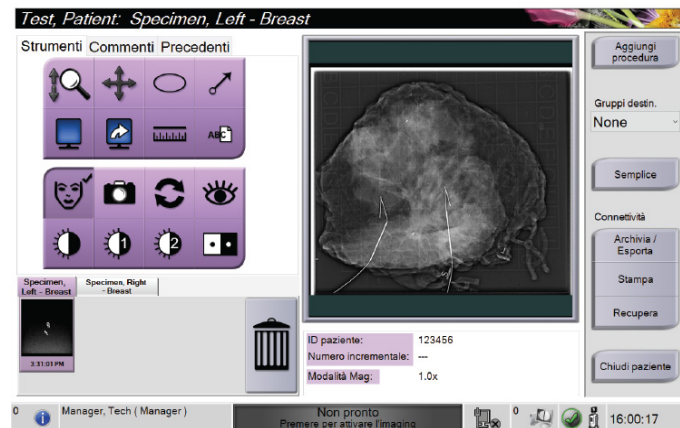 Test, Patient: Specimen, Left - Breast
Strumenti Commenti Precedenti
ABC
1
2
Specimen,
Left - Breast
Specimen, Right
- Breast
3:31:01 PM
ID paziente: 123456
Numero incrementale: ---
Modalità Mag: 1.0x
Aggiungi
procedura
Gruppi destin.
None
Semplice
Connettività
Archivia /
Esporta
Stampa
Recupera
Chiudi paziente
0
Manager, Tech ( Manager )
Non pronto
Premere per attivare l'imaging
0
16:00:17